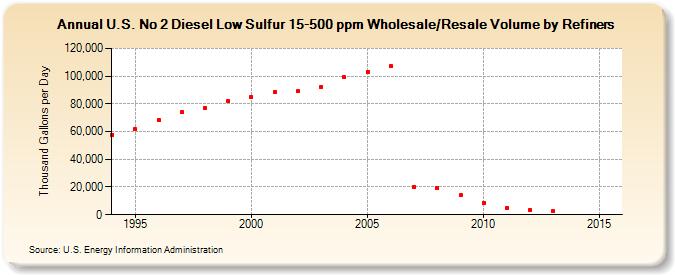 Annual U.S. No 2 Diesel Low Sulfur 15-500 ppm Wholesale/Resale Volume by Refiners
Thousand Gallons per Day
120,000
100,000
80,000
60,000
40,000
20,000
0
1995 2000 2005 2010 2015
Source: U.S. Energy Information Administration